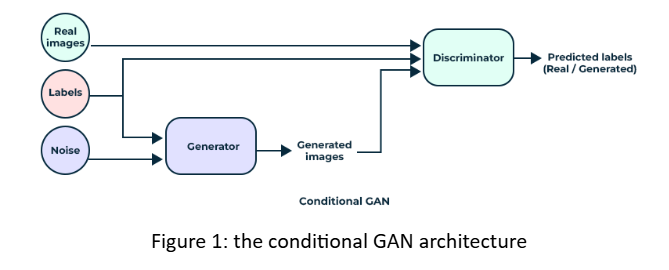 Real
images
Labels
Noise
Generator
Generated
images
Discriminator
Predicted labels
(Real / Generated)
Conditional GAN
Figure 1: the conditional GAN architecture